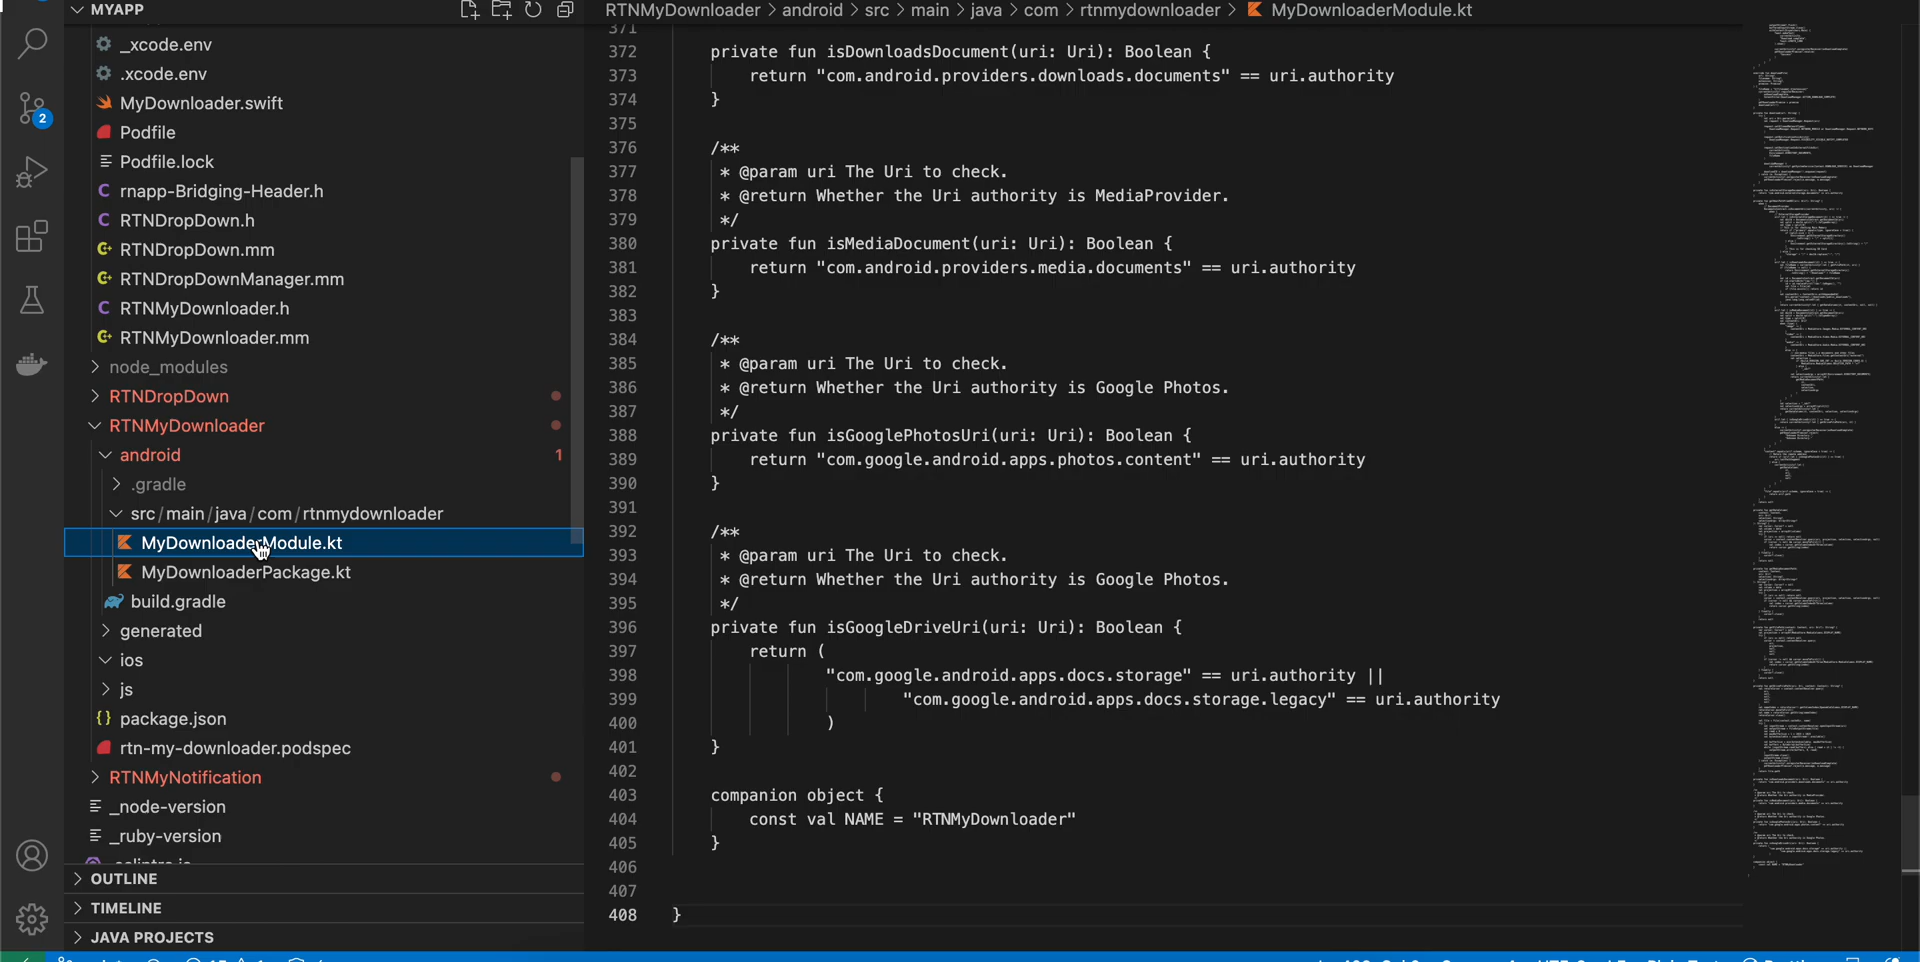 MYAPP
_xcode.env
.xcode.env
MyDownloader.swift
Podfile
Podfile.lock
rnapp-Bridging-Header.h
RTNDropDown.h
RTNDropDown.mm
RTNDropDownManager.mm
RTNMyDownloader.h
RTNMyDownloader.mm
node_modules
RTNDropDown
RTNMyDownloader
android 1
.gradle
src/main/java/com/rtnmydownloader
MyDownloaderModule.kt
MyDownloaderPackage.kt
build.gradle
generated
ios
js
package.json
rtn-my-downloader.podspec
RTNMyNotification
_node-version
_ruby-version
OUTLINE
TIMELINE
JAVA PROJECTS
2
RTNMyDownloader > android > src > main > java > com > rtnmydownloader > MyDownloaderModule.kt
371
372 private fun isDownloadsDocument(uri: Uri): Boolean {
373 return "com.android.providers.downloads.documents" == uri.authority
374 }
375
376 /**
377 * @param uri The Uri to check.
378 * @return Whether the Uri authority is MediaProvider.
379 */
380 private fun isMediaDocument(uri: Uri): Boolean {
381 return "com.android.providers.media.documents" == uri.authority
382 }
383
384 /**
385 * @param uri The Uri to check.
386 * @return Whether the Uri authority is Google Photos.
387 */
388 private fun isGooglePhotosUri(uri: Uri): Boolean {
389 return "com.google.android.apps.photos.content" == uri.authority
390 }
391
392 /**
393 * @param uri The Uri to check.
394 * @return Whether the Uri authority is Google Photos.
395 */
396 private fun isGoogleDriveUri(uri: Uri): Boolean {
397 return (
398 "com.google.android.apps.docs.storage" == uri.authority ||
399 "com.google.android.apps.docs.storage.legacy" == uri.authority
400 )
401 }
402
403 companion object {
404 const val NAME = "RTNMyDownloader"
405 }
406
407
408 }